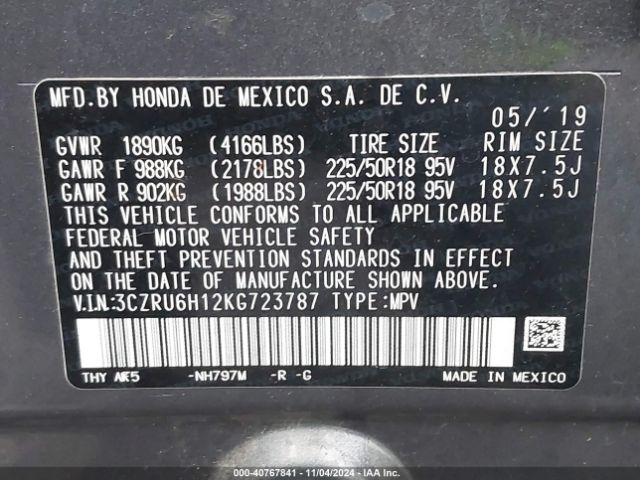 MFD.BY HONDA DE MEXICO S.A. DE C.V.
05/'19
GVWR 1890KG (4166LBS) TIRE SIZE RIM SIZE
GAWR F 988KG (2178LBS) 225/50R18 95V 18X7.5J
GAWR R 902KG (1988LBS) 225/50R18 95V 18X7.5J
THIS VEHICLE CONFORMS TO ALL APPLICABLE
FEDERAL MOTOR VEHICLE SAFETY
AND THEFT PREVENTION STANDARDS IN EFFECT
ON THE DATE OF MANUFACTURE SHOWN ABOVE.
V.I.N:3CZRU6H12KG723787 TYPE:MPV
THY -NH797M -R -G MADE IN MEXICO
000-40767841 - 11/04/2024 - IAA Inc.